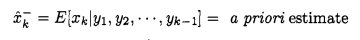 x̂ₖ⁻ = E[xₖ|y₁, y₂, ⋯, yₖ₋₁] = a priori estimate